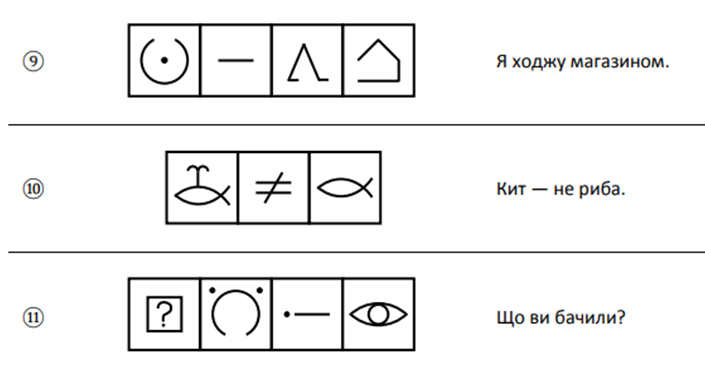 ⑨ Я ходжу магазином.
⑩ ≠ Кит — не риба.
⑪ ? Що ви бачили?